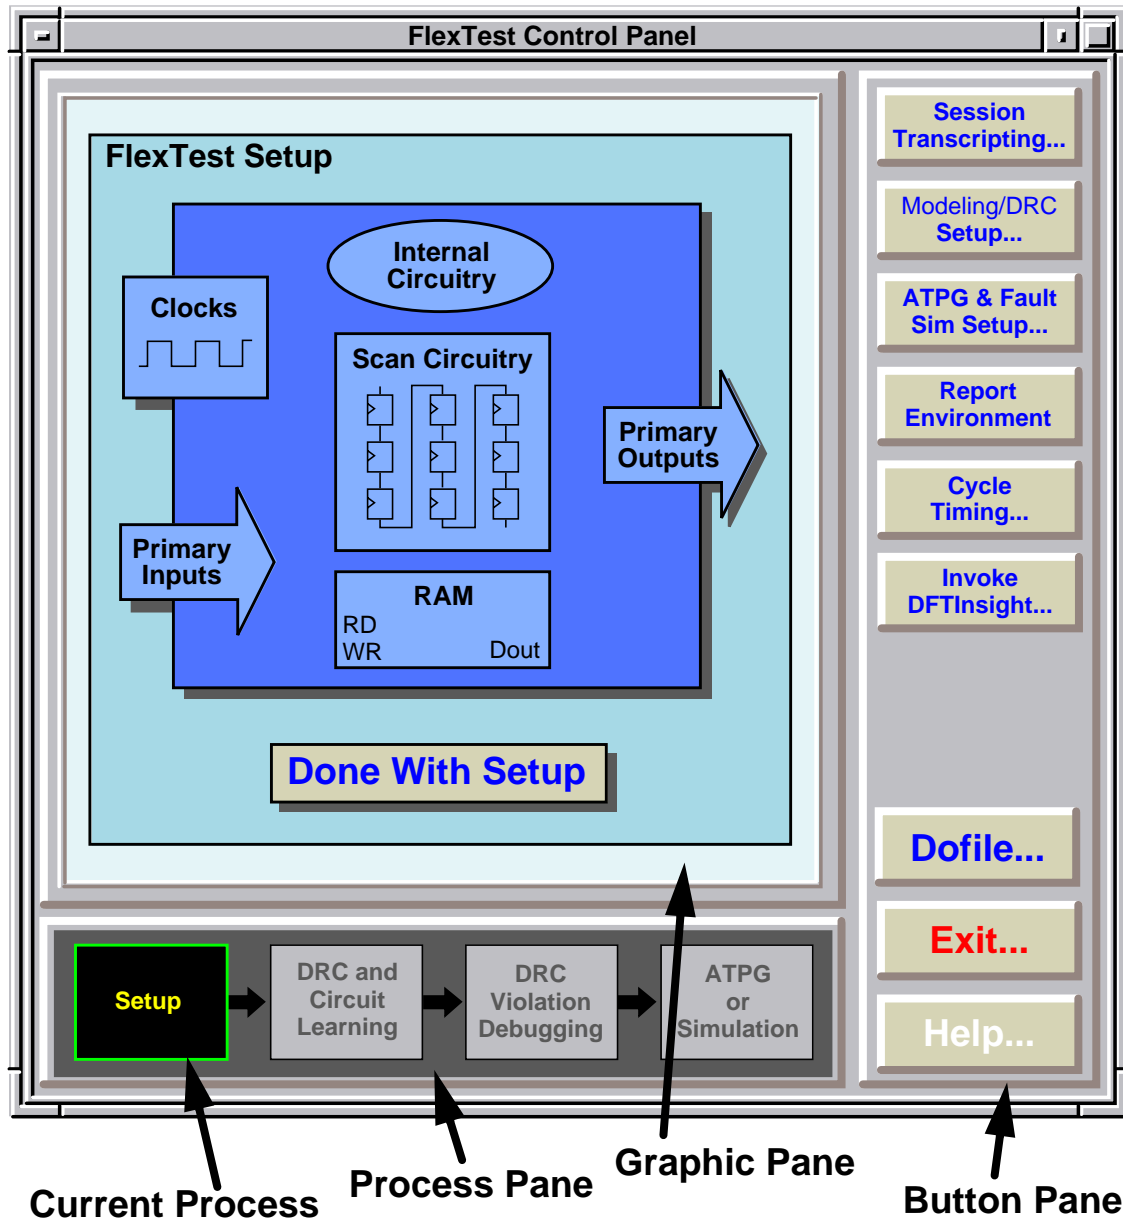 FlexTest Control Panel
FlexTest Setup
Internal
Circuitry
Clocks
Scan Circuitry
Primary
Outputs
Primary
Inputs
RAM
RD
WR
Dout
Done With Setup
Session
Transcripting...
Modeling/DRC
Setup...
ATPG & Fault
Sim Setup...
Report
Environment
Cycle
Timing...
Invoke
DFTInsight...
Dofile...
Exit...
Help...
Setup
DRC and
Circuit
Learning
DRC
Violation
Debugging
ATPG
or
Simulation
Current Process
Process Pane
Graphic Pane
Button Pane